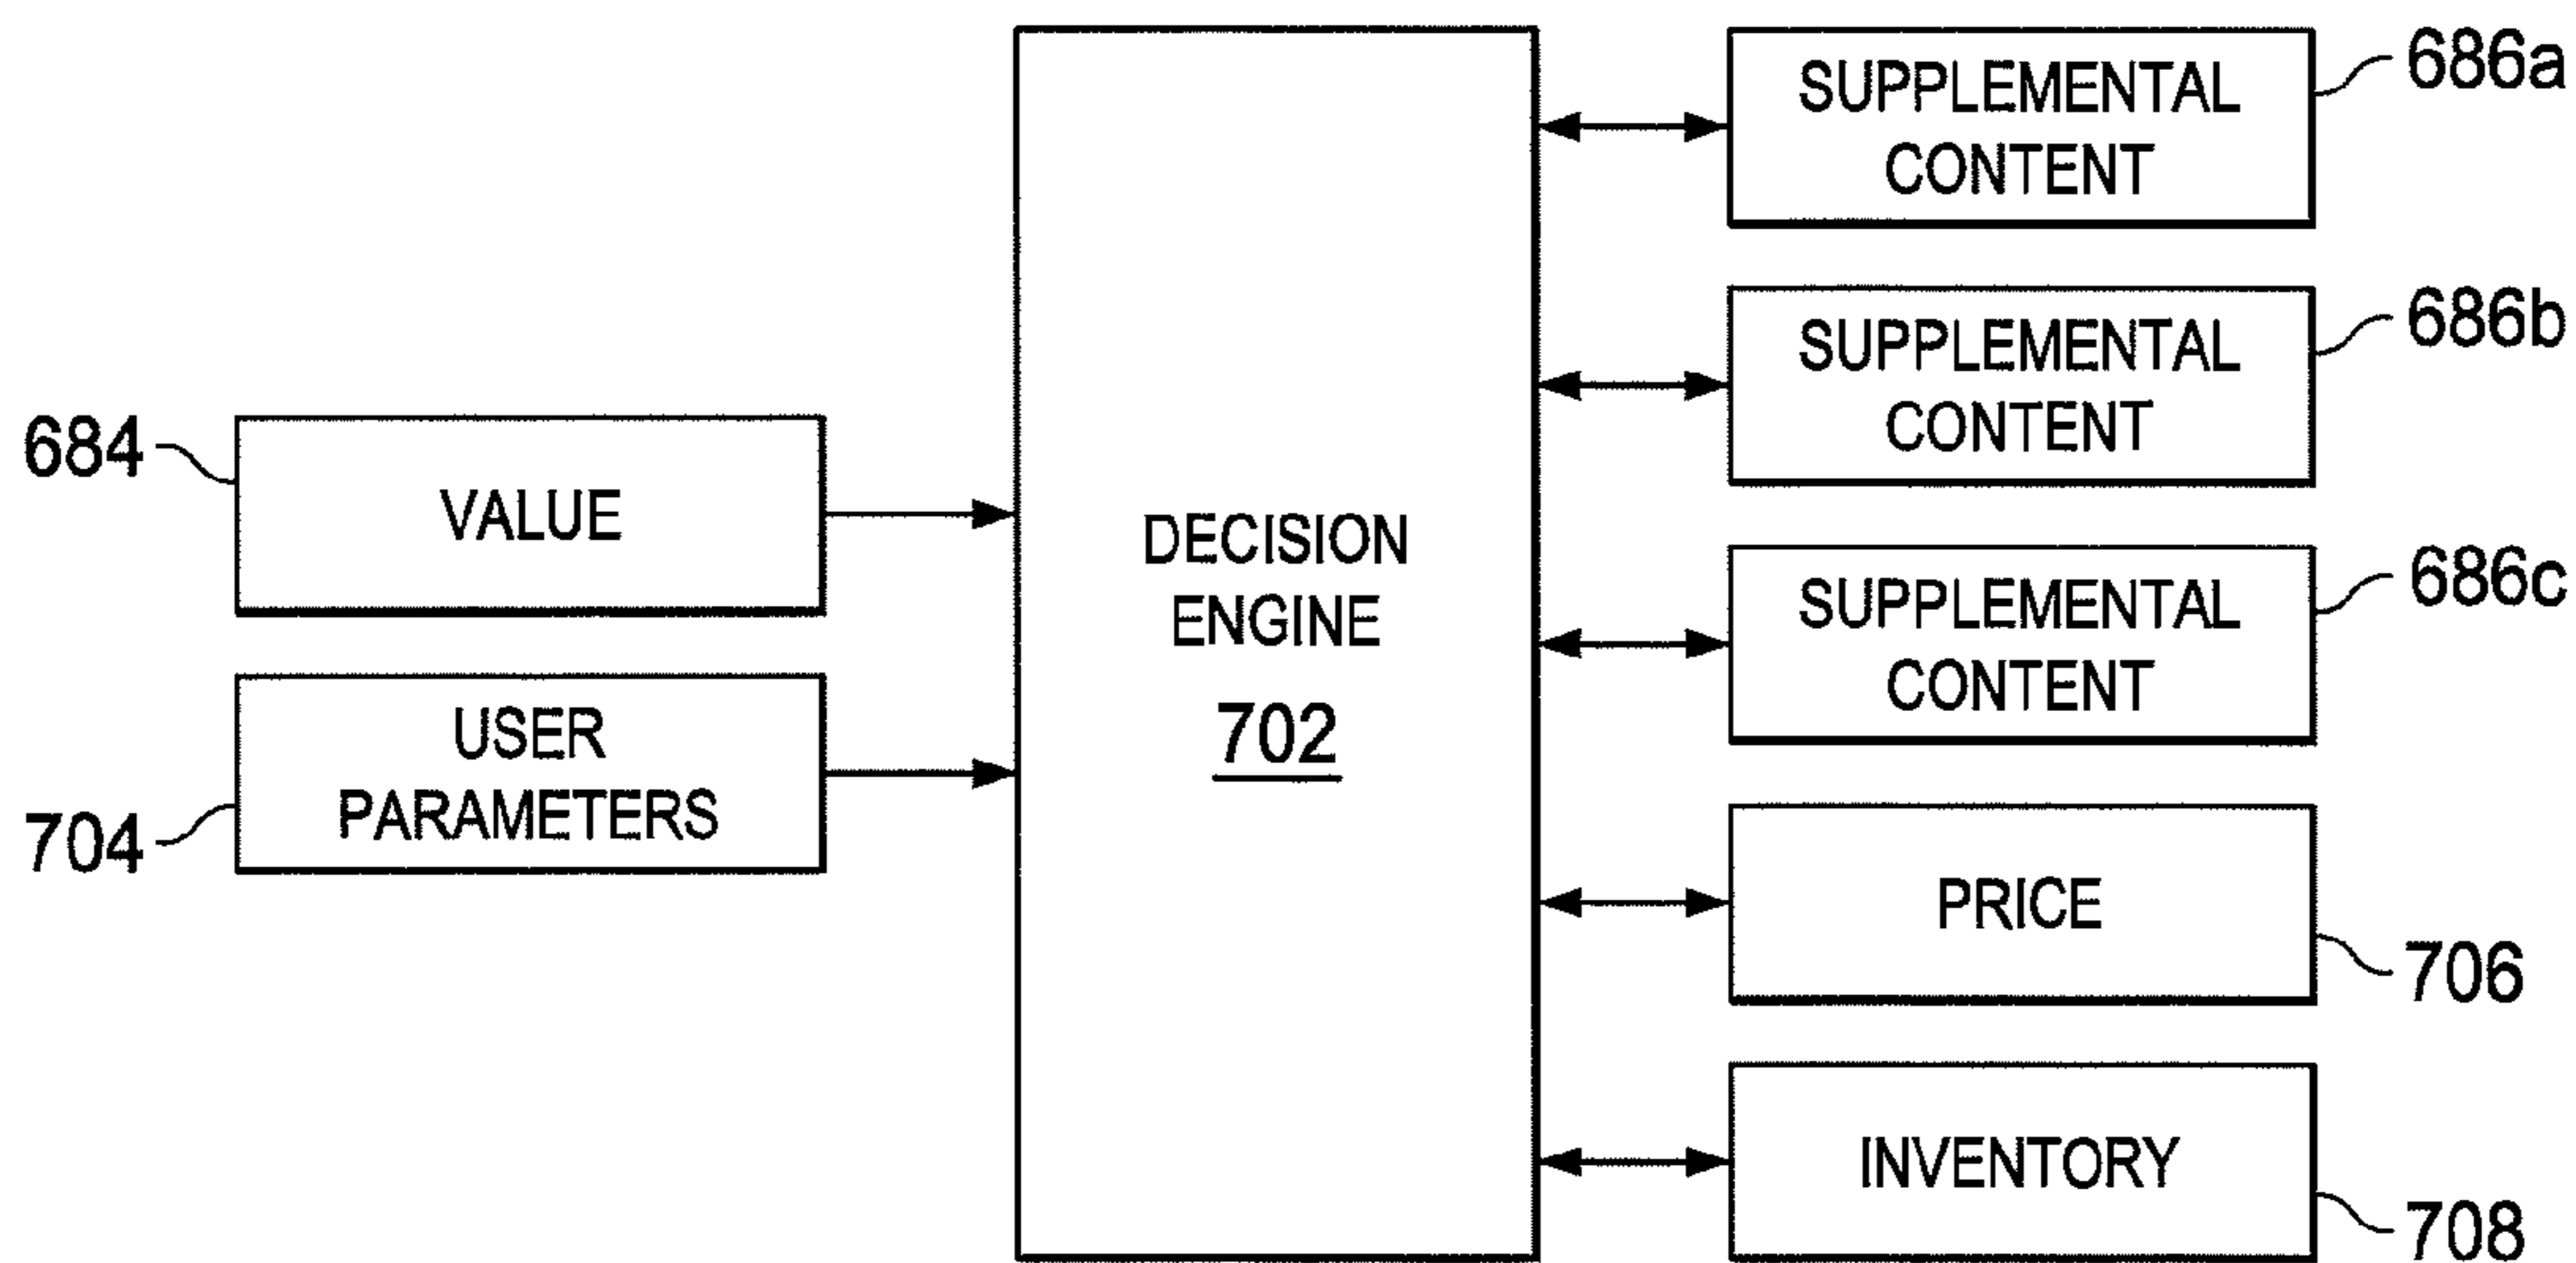 684
VALUE
704
USER
PARAMETERS
DECISION
ENGINE
702
SUPPLEMENTAL
CONTENT
686a
SUPPLEMENTAL
CONTENT
686b
SUPPLEMENTAL
CONTENT
686c
PRICE
706
INVENTORY
708